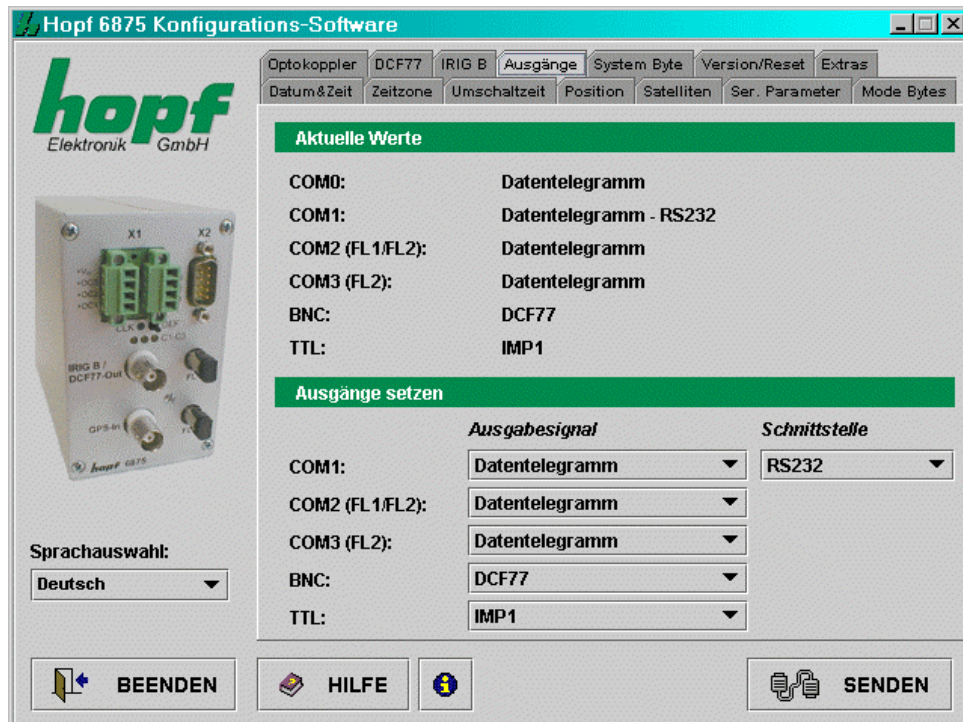 Hopf 6875 Konfigurations-Software
hopf
Elektronik GmbH
Optokoppler DCF77 IRIG B Ausgänge System Byte Version/Reset Extras
Datum&Zeit Zeitzone Umschaltzeit Position Satelliten Ser. Parameter Mode Bytes
Aktuelle Werte
COM0: Datentelegramm
COM1: Datentelegramm - RS232
COM2 (FL1/FL2): Datentelegramm
COM3 (FL2): Datentelegramm
BNC: DCF77
TTL: IMP1
Ausgänge setzen
Ausgabesignal Schnittstelle
COM1: Datentelegramm RS232
COM2 (FL1/FL2): Datentelegramm
COM3 (FL2): Datentelegramm
BNC: DCF77
TTL: IMP1
X1 X2
IRIG B /
DCF77-Out
GPS-In
hopf 6875
Sprachauswahl:
Deutsch
BEENDEN HILFE SENDEN